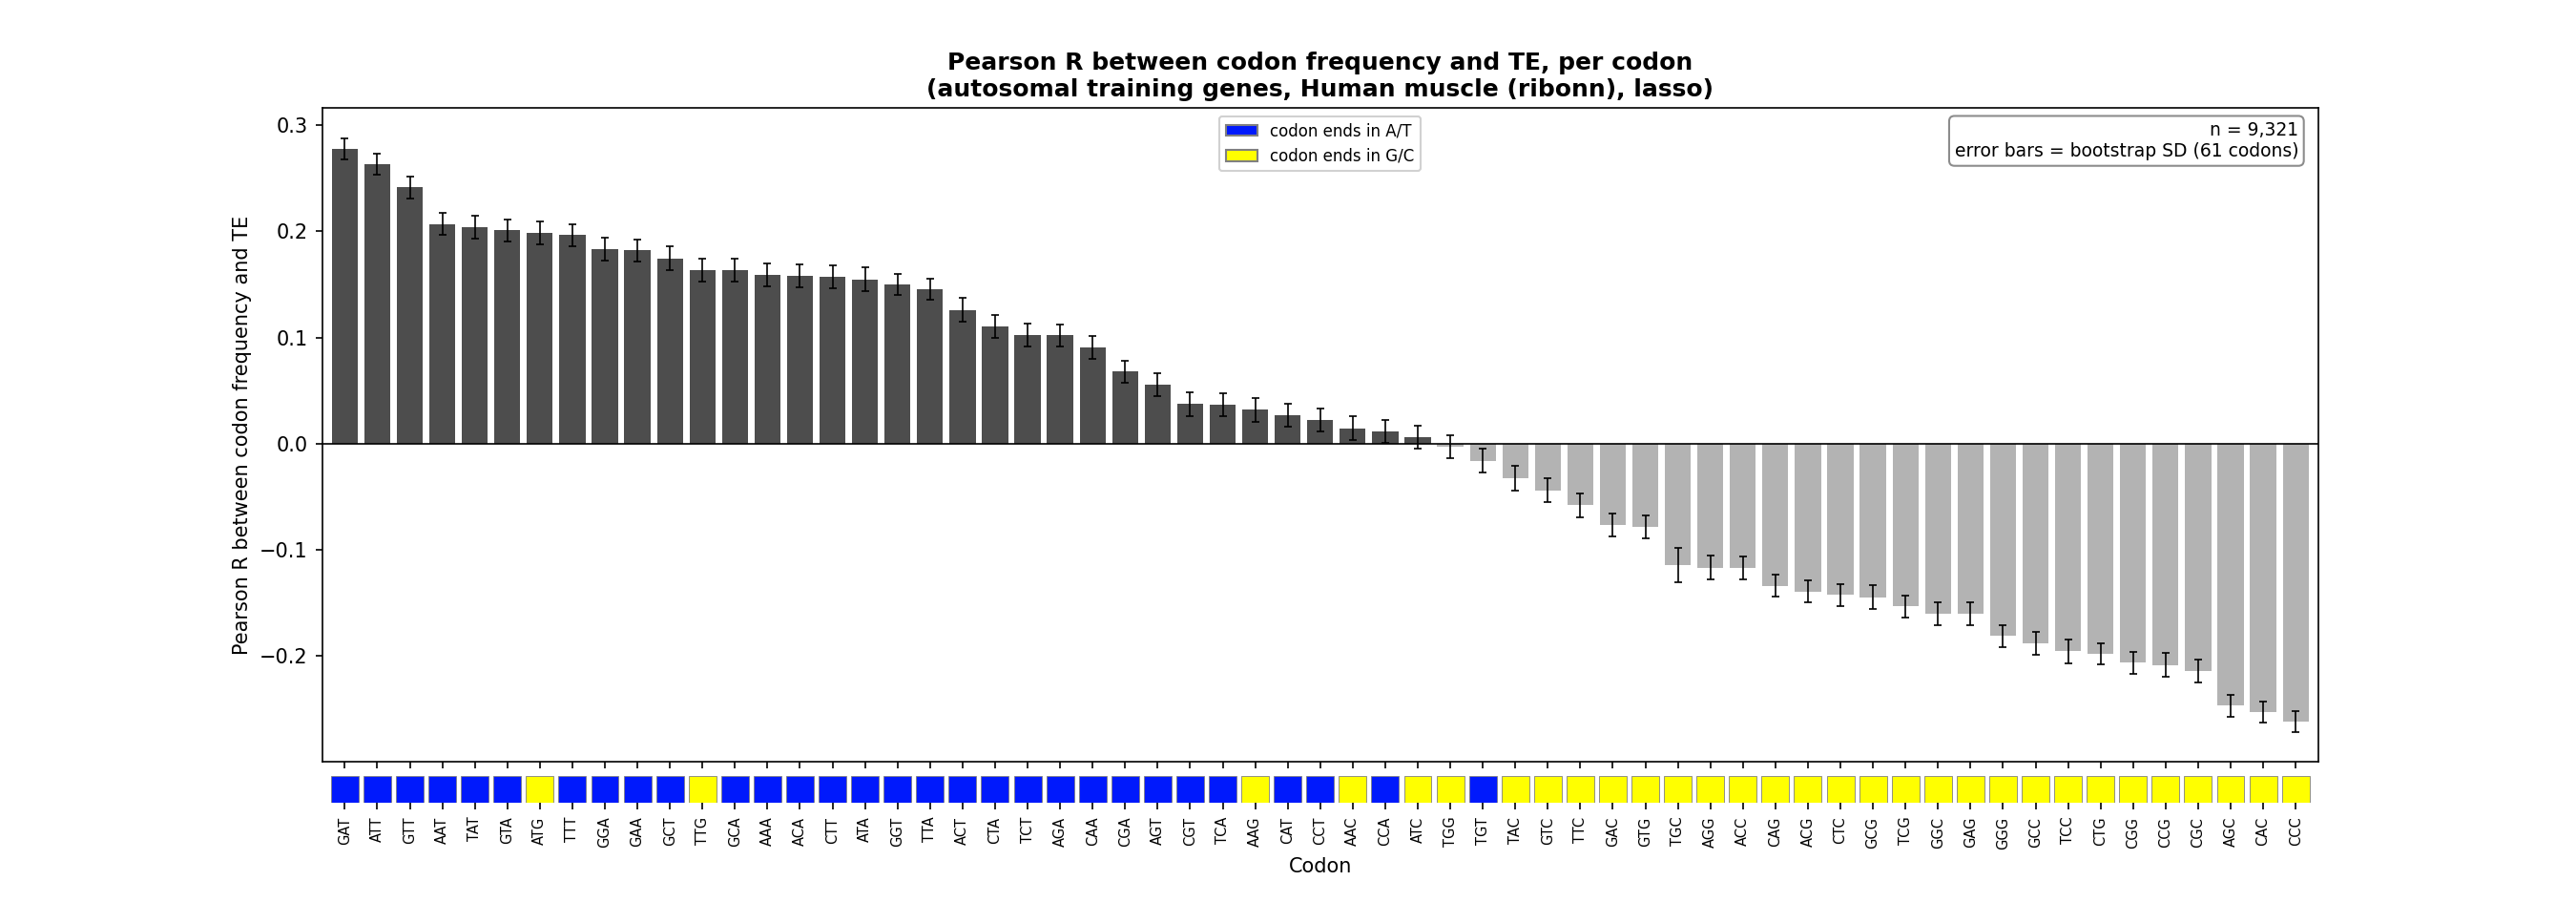 Pearson R between codon frequency and TE, per codon
(autosomal training genes, Human muscle (ribonn), lasso)
codon ends in A/T
codon ends in G/C
n = 9,321
error bars = bootstrap SD (61 codons)
Pearson R between codon frequency and TE
0.3
0.2
0.1
0.0
−0.1
−0.2
GAT ATT GTT AAT TAT GTA ATG TTT GGA GAA GCT TTG GCA AAA ACA CTT ATA GGT TTA ACT CTA TCT AGA CAA CGA AGT CGT TCA AAG CAT CCT AAC CCA ATC TGG TGT TAC GTC TTC GAC GTG TGC AGG ACC CAG ACG CTC GCG TCG GGC GAG GGG GCC TCC CTG CGG CCG CGC AGC CAC CCC
Codon